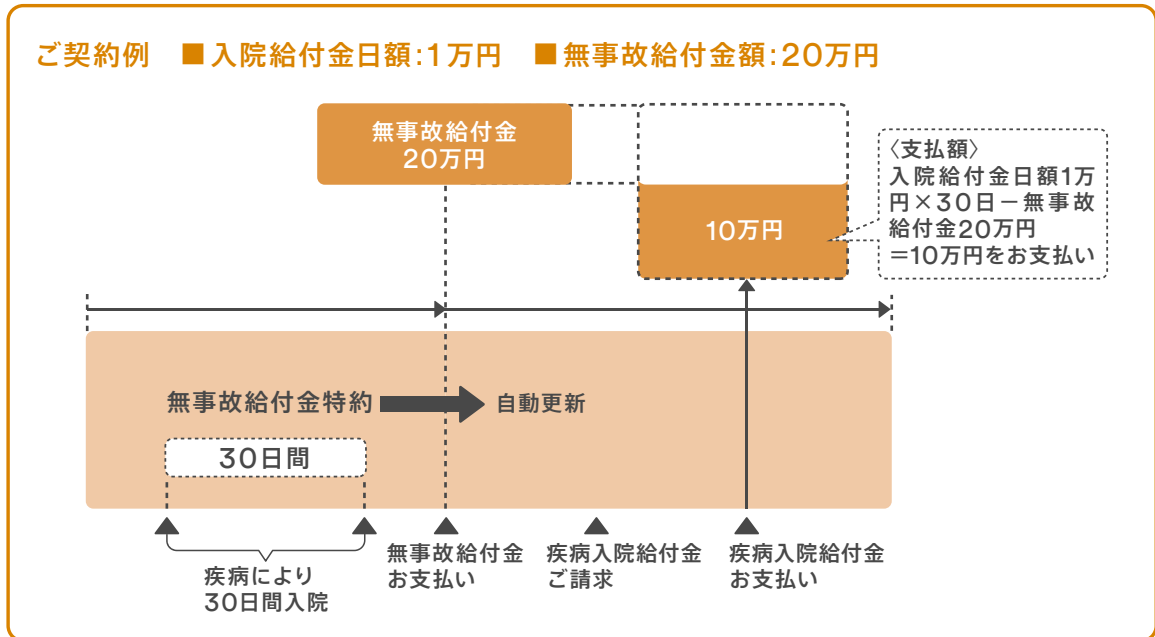 ご契約例 ■入院給付金日額：1万円 ■無事故給付金額：20万円
無事故給付金
20万円
10万円
〈支払額〉
入院給付金日額1万
円×30日－無事故
給付金20万円
＝10万円をお支払い
無事故給付金特約
自動更新
30日間
疾病により
30日間入院
無事故給付金
お支払い
疾病入院給付金
ご請求
疾病入院給付金
お支払い